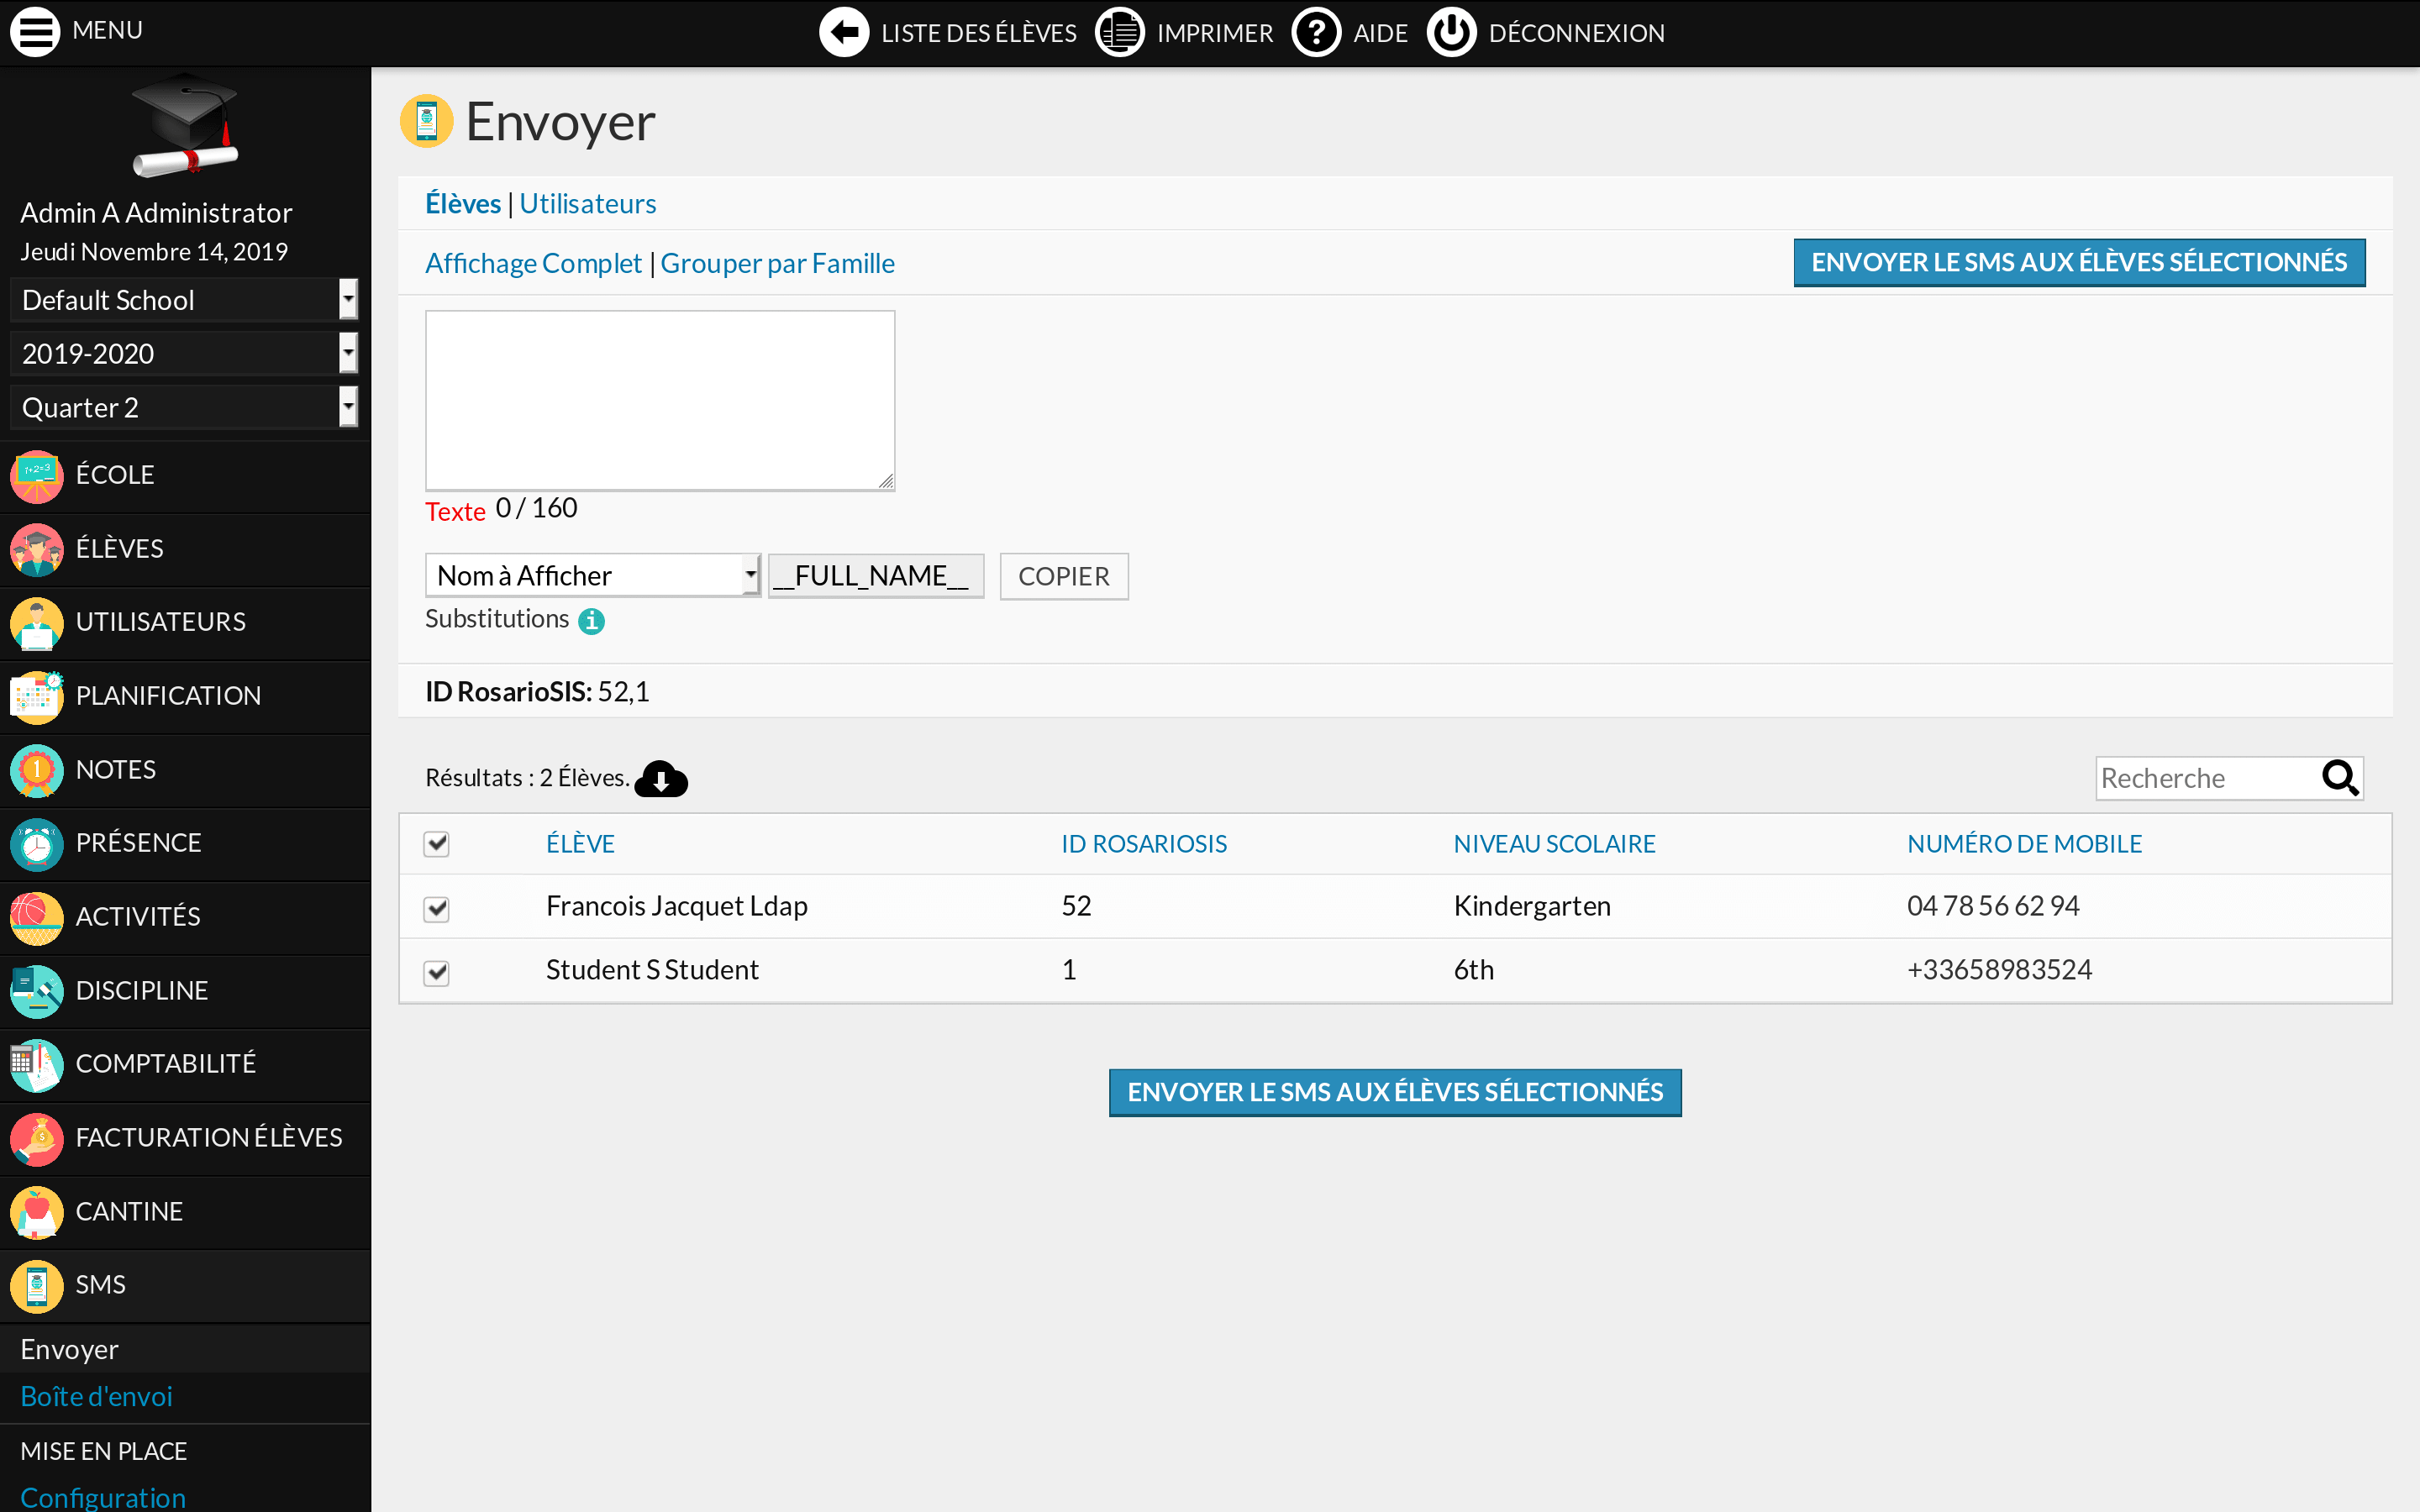 MENU
LISTE DES ÉLÈVES IMPRIMER ? AIDE DÉCONNEXION
Admin A Administrator
Jeudi Novembre 14, 2019
Default School
2019-2020
Quarter 2
1+2=3
ÉCOLE
ÉLÈVES
UTILISATEURS
PLANIFICATION
1
NOTES
PRÉSENCE
ACTIVITÉS
DISCIPLINE
COMPTABILITÉ
$
FACTURATION ÉLÈVES
CANTINE
SMS
Envoyer
Boîte d'envoi
MISE EN PLACE
Configuration
Envoyer
Élèves | Utilisateurs
Affichage Complet | Grouper par Famille
ENVOYER LE SMS AUX ÉLÈVES SÉLECTIONNÉS
Texte 0 / 160
Nom à Afficher __FULL_NAME__ COPIER
Substitutions i
ID RosarioSIS: 52,1
Résultats : 2 Élèves.
Recherche
ÉLÈVE ID ROSARIOSIS NIVEAU SCOLAIRE NUMÉRO DE MOBILE
Francois Jacquet Ldap 52 Kindergarten 04 78 56 62 94
Student S Student 1 6th +33658983524
ENVOYER LE SMS AUX ÉLÈVES SÉLECTIONNÉS